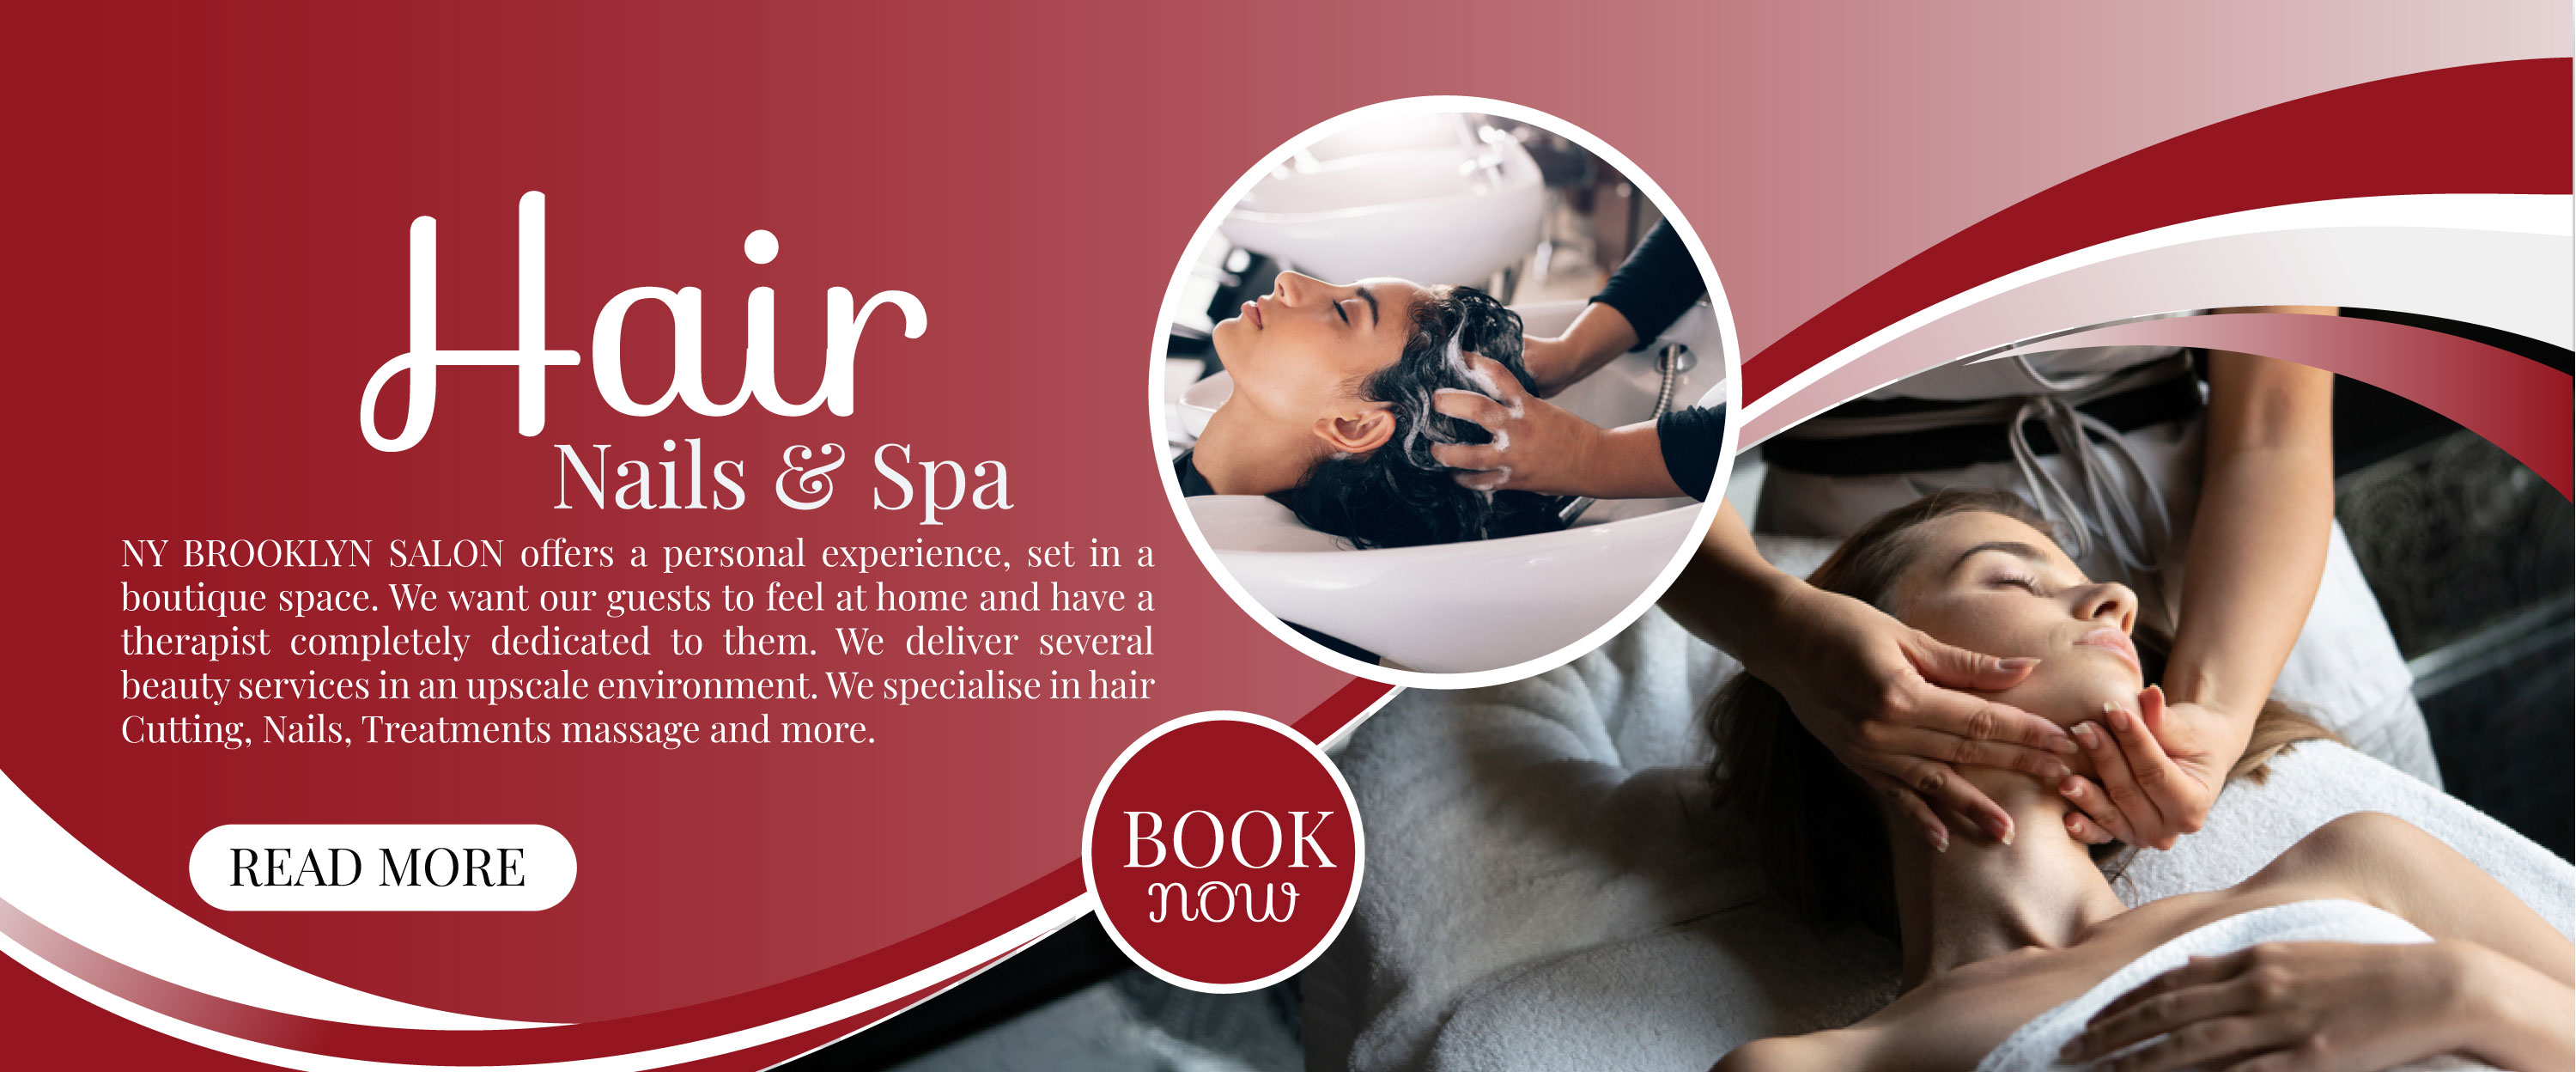 Hair
Nails & Spa
NY BROOKLYN SALON offers a personal experience, set in a
boutique space. We want our guests to feel at home and have a
therapist completely dedicated to them. We deliver several
beauty services in an upscale environment. We specialise in hair
Cutting, Nails, Treatments massage and more.
READ MORE
BOOK
now